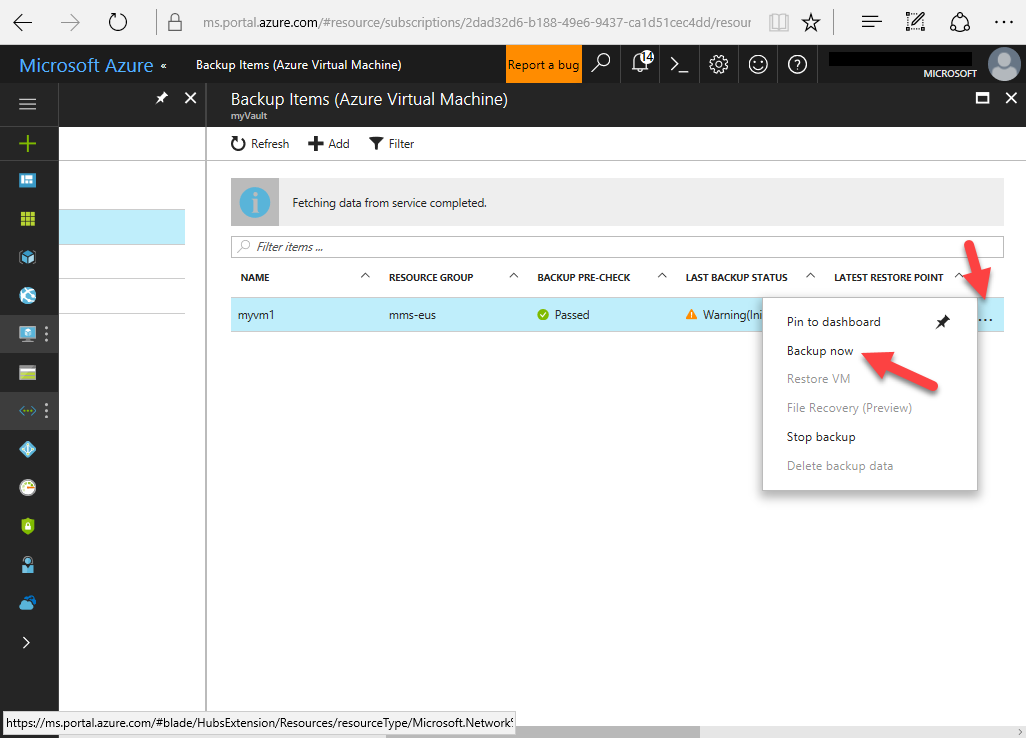 ms.portal.azure.com/#resource/subscriptions/2dad32d6-b188-49e6-9437-ca1d51cec4dd/resour
Microsoft Azure «
Backup Items (Azure Virtual Machine)
Report a bug
14
MICROSOFT
Backup Items (Azure Virtual Machine)
myVault
Refresh
Add
Filter
Fetching data from service completed.
Filter items ...
NAME
RESOURCE GROUP
BACKUP PRE-CHECK
LAST BACKUP STATUS
LATEST RESTORE POINT
myvm1
mms-eus
Passed
Warning(Ini
...
Pin to dashboard
Backup now
Restore VM
File Recovery (Preview)
Stop backup
Delete backup data
https://ms.portal.azure.com/#blade/HubsExtension/Resources/resourceType/Microsoft.Network%